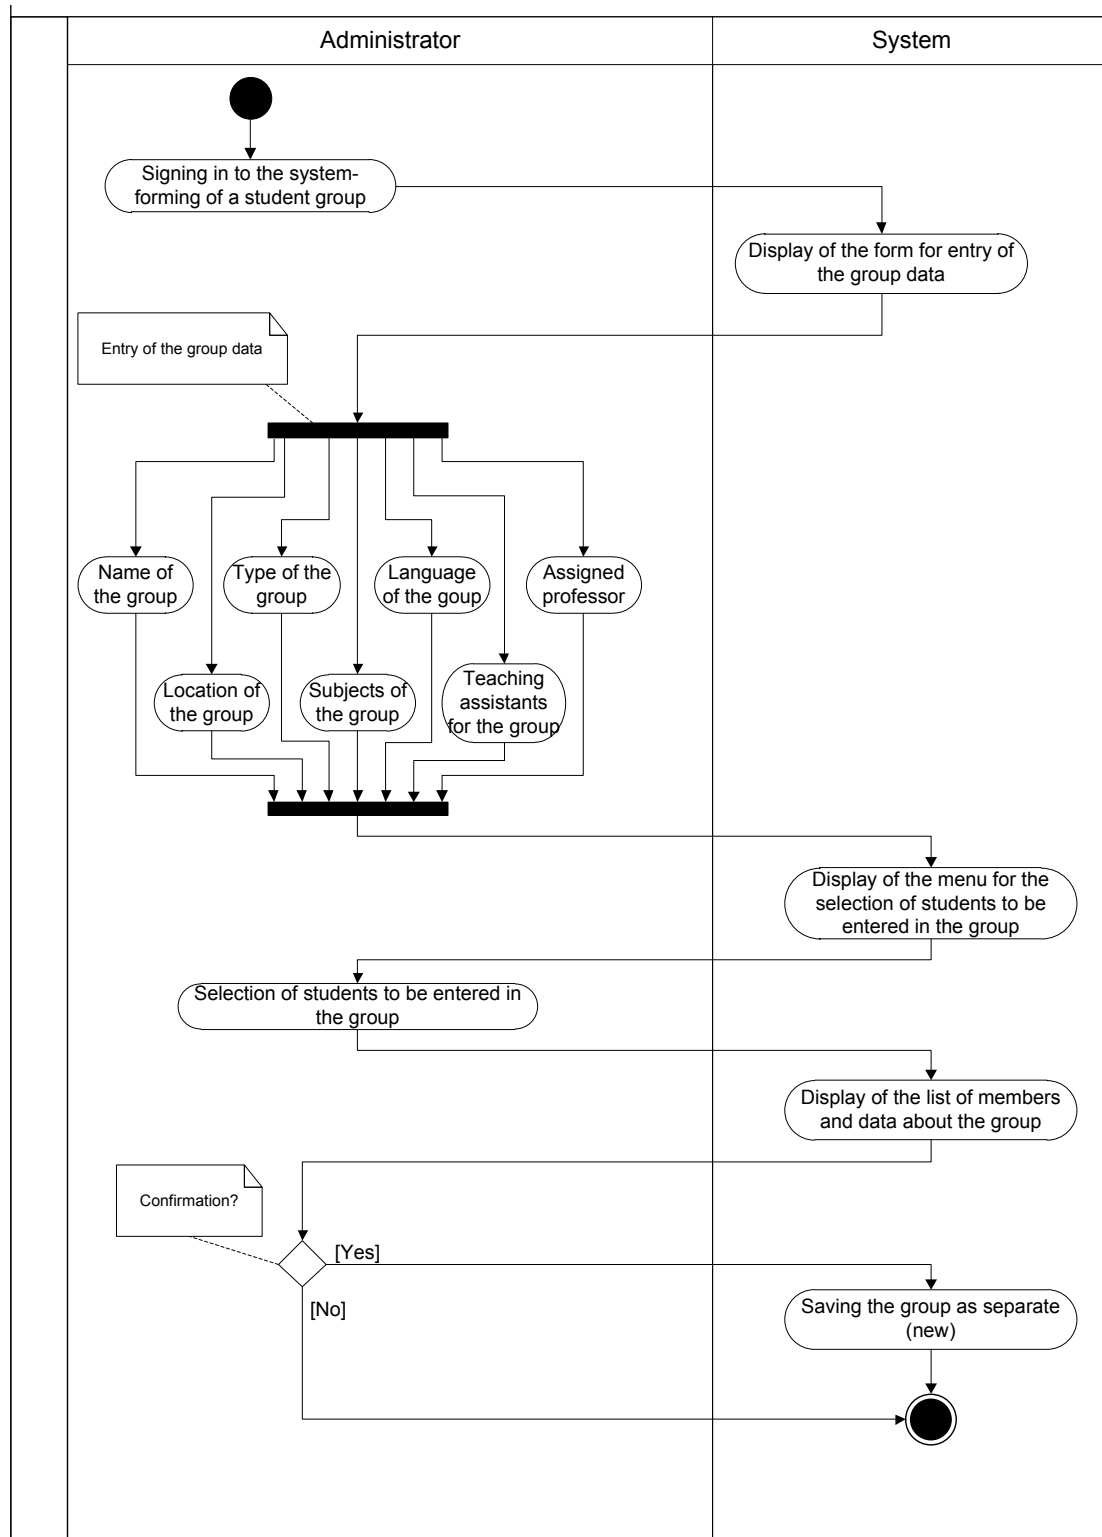 Administrator
System
Signing in to the system-
forming of a student group
Display of the form for entry of
the group data
Entry of the group data
Name of
the group
Type of the
group
Language
of the goup
Assigned
professor
Location of
the group
Subjects of
the group
Teaching
assistants
for the group
Display of the menu for the
selection of students to be
entered in the group
Selection of students to be entered in
the group
Display of the list of members
and data about the group
Confirmation?
[Yes]
[No]
Saving the group as separate
(new)